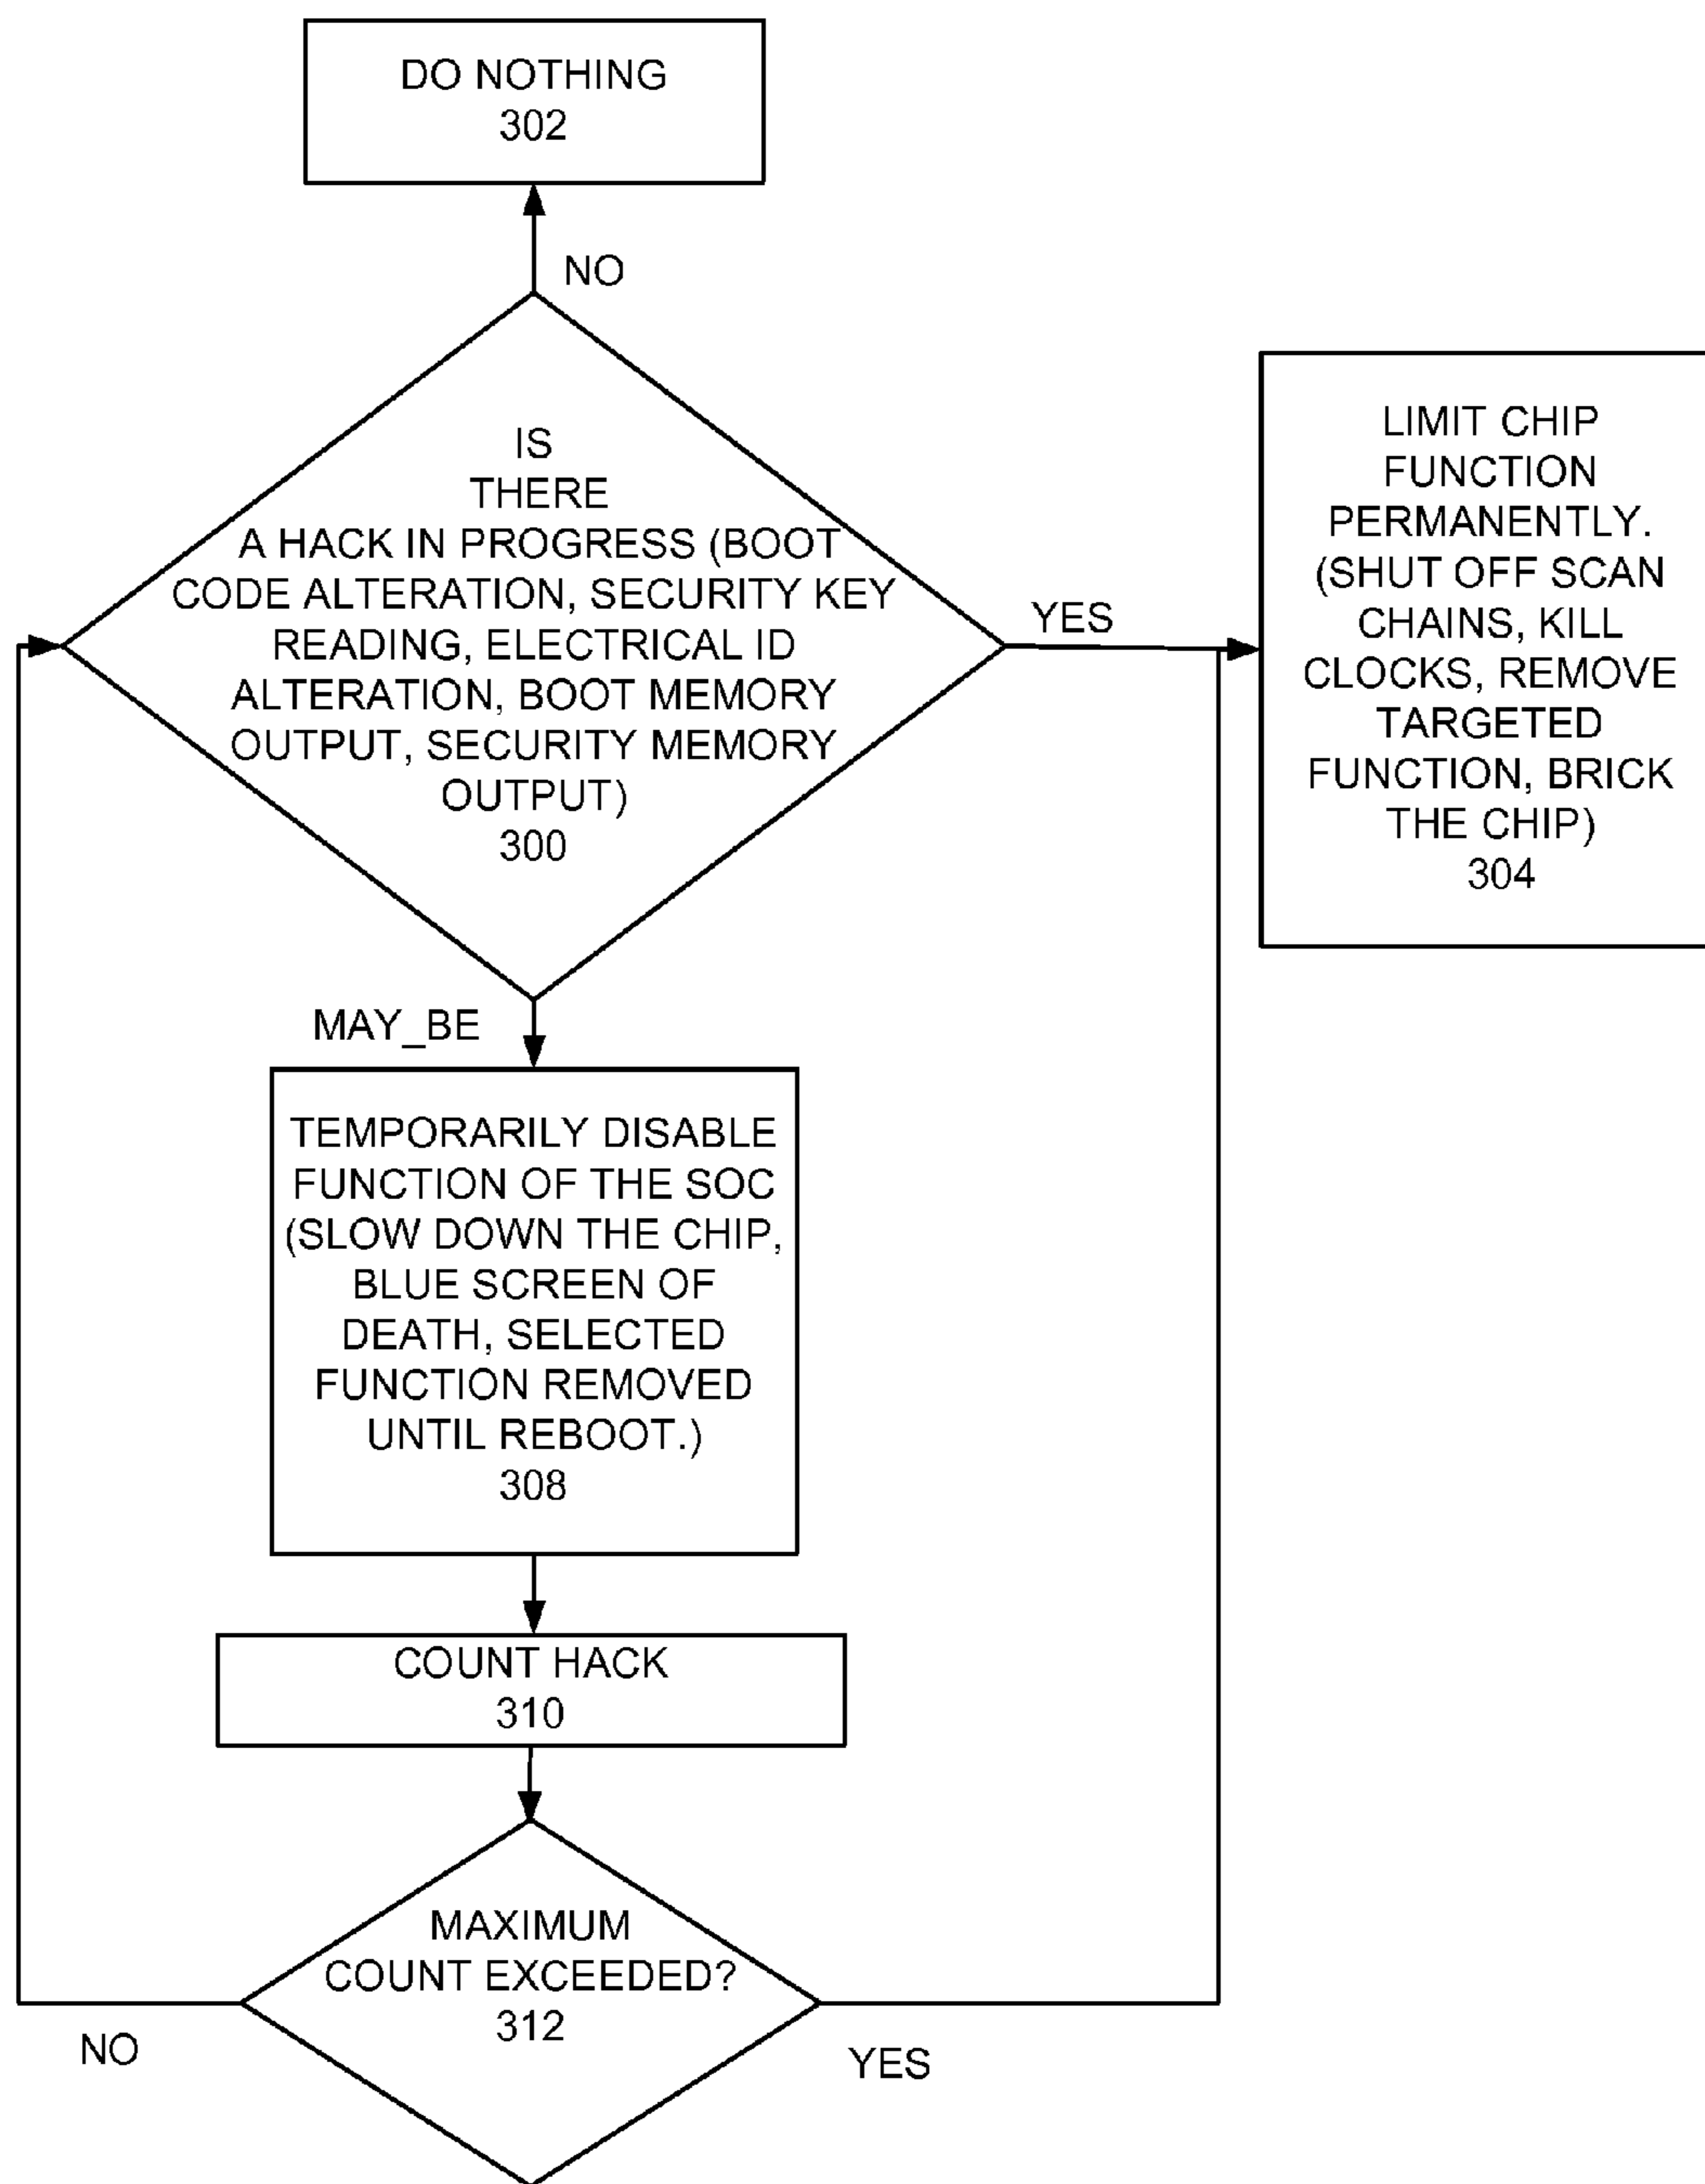 DO NOTHING
302
NO
IS
THERE
A HACK IN PROGRESS (BOOT
CODE ALTERATION, SECURITY KEY
READING, ELECTRICAL ID
ALTERATION, BOOT MEMORY
OUTPUT, SECURITY MEMORY
OUTPUT)
300
YES
LIMIT CHIP
FUNCTION
PERMANENTLY.
(SHUT OFF SCAN
CHAINS, KILL
CLOCKS, REMOVE
TARGETED
FUNCTION, BRICK
THE CHIP)
304
MAY_BE
TEMPORARILY DISABLE
FUNCTION OF THE SOC
(SLOW DOWN THE CHIP,
BLUE SCREEN OF
DEATH, SELECTED
FUNCTION REMOVED
UNTIL REBOOT.)
308
COUNT HACK
310
MAXIMUM
COUNT EXCEEDED?
312
NO
YES